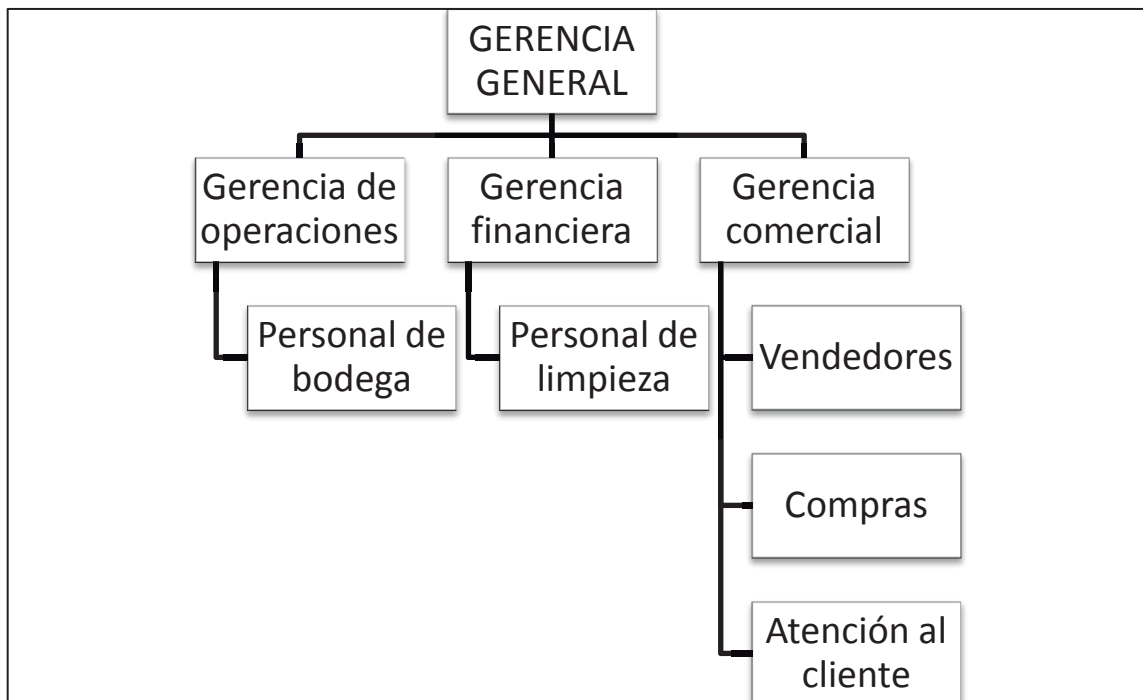 GERENCIA
GENERAL
Gerencia de
operaciones
Gerencia
financiera
Gerencia
comercial
Personal de
bodega
Personal de
limpieza
Vendedores
Compras
Atención al
cliente